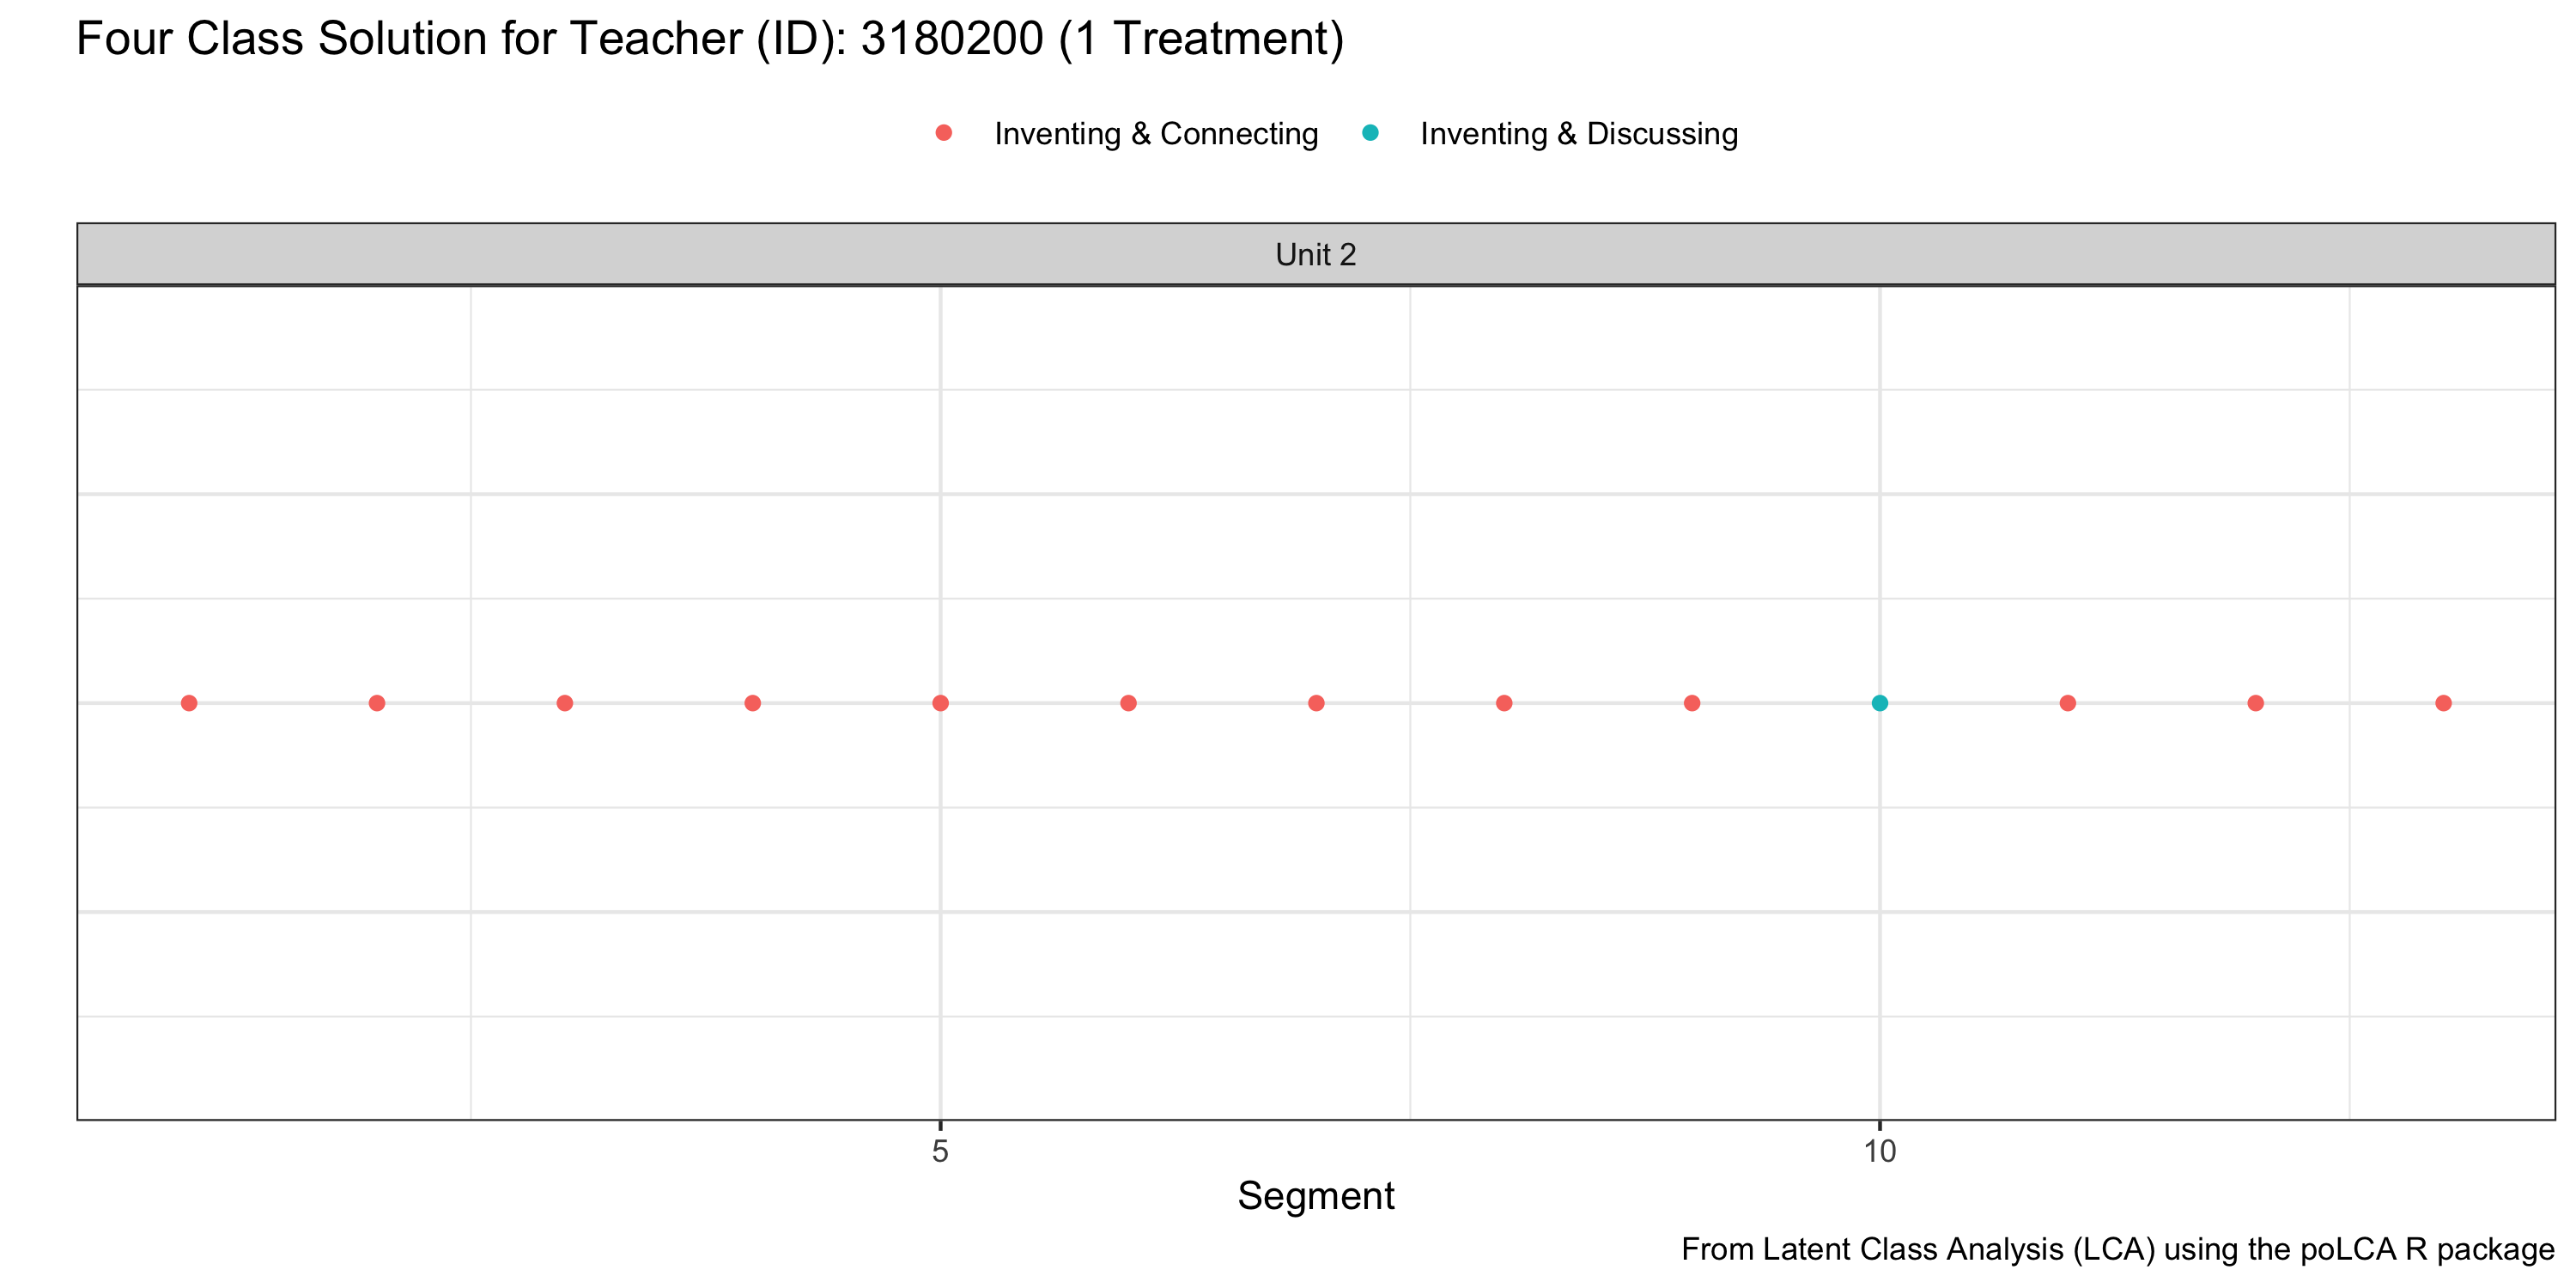 Four Class Solution for Teacher (ID): 3180200 (1 Treatment)
Inventing & Connecting Inventing & Discussing
Unit 2
5 10
Segment
From Latent Class Analysis (LCA) using the poLCA R package